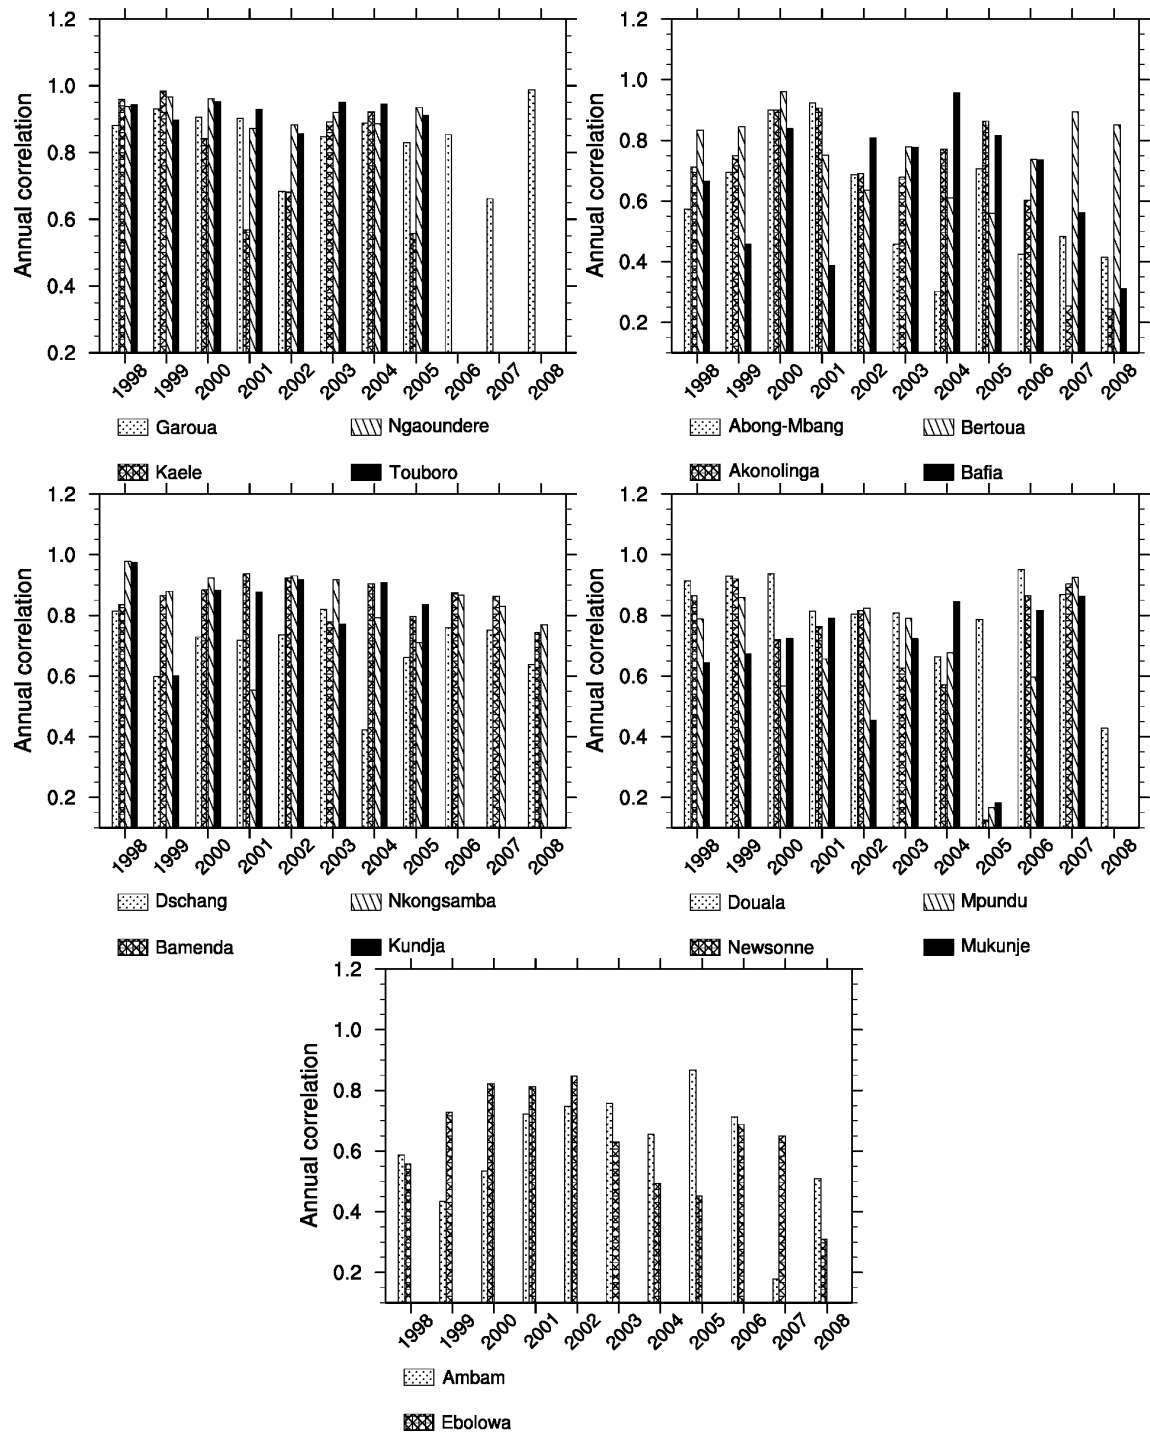 1.2
1.0
0.8
0.6
0.4
0.2
Annual correlation
1998 1999 2000 2001 2002 2003 2004 2005 2006 2007 2008
Garoua Ngaoundere
Kaele Touboro
1.2
1.0
0.8
0.6
0.4
0.2
Annual correlation
1998 1999 2000 2001 2002 2003 2004 2005 2006 2007 2008
Abong-Mbang Bertoua
Akonolinga Bafia
1.2
1.0
0.8
0.6
0.4
0.2
Annual correlation
1998 1999 2000 2001 2002 2003 2004 2005 2006 2007 2008
Dschang Nkongsamba
Bamenda Kundja
1.2
1.0
0.8
0.6
0.4
0.2
Annual correlation
1998 1999 2000 2001 2002 2003 2004 2005 2006 2007 2008
Douala Mpundu
Newsonne Mukunje
1.2
1.0
0.8
0.6
0.4
0.2
Annual correlation
1998 1999 2000 2001 2002 2003 2004 2005 2006 2007 2008
Ambam
Ebolowa